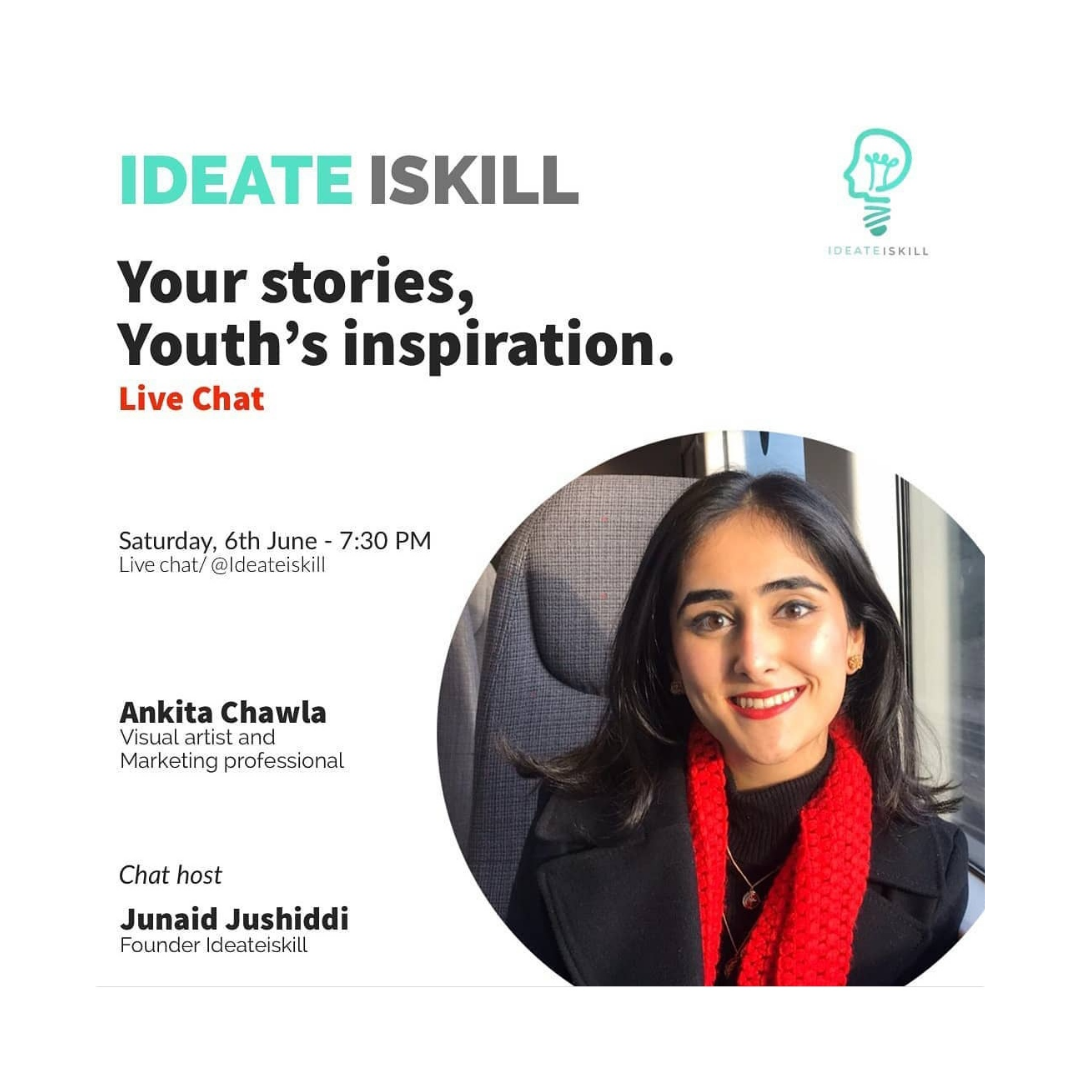 IDEATE ISKILL
IDEATEISKILL
Your stories,
Youth's inspiration.
Live Chat
Saturday, 6th June - 7:30 PM
Live chat/ @Ideateiskill
Ankita Chawla
Visual artist and
Marketing professional
Chat host
Junaid Jushiddi
Founder Ideateiskill